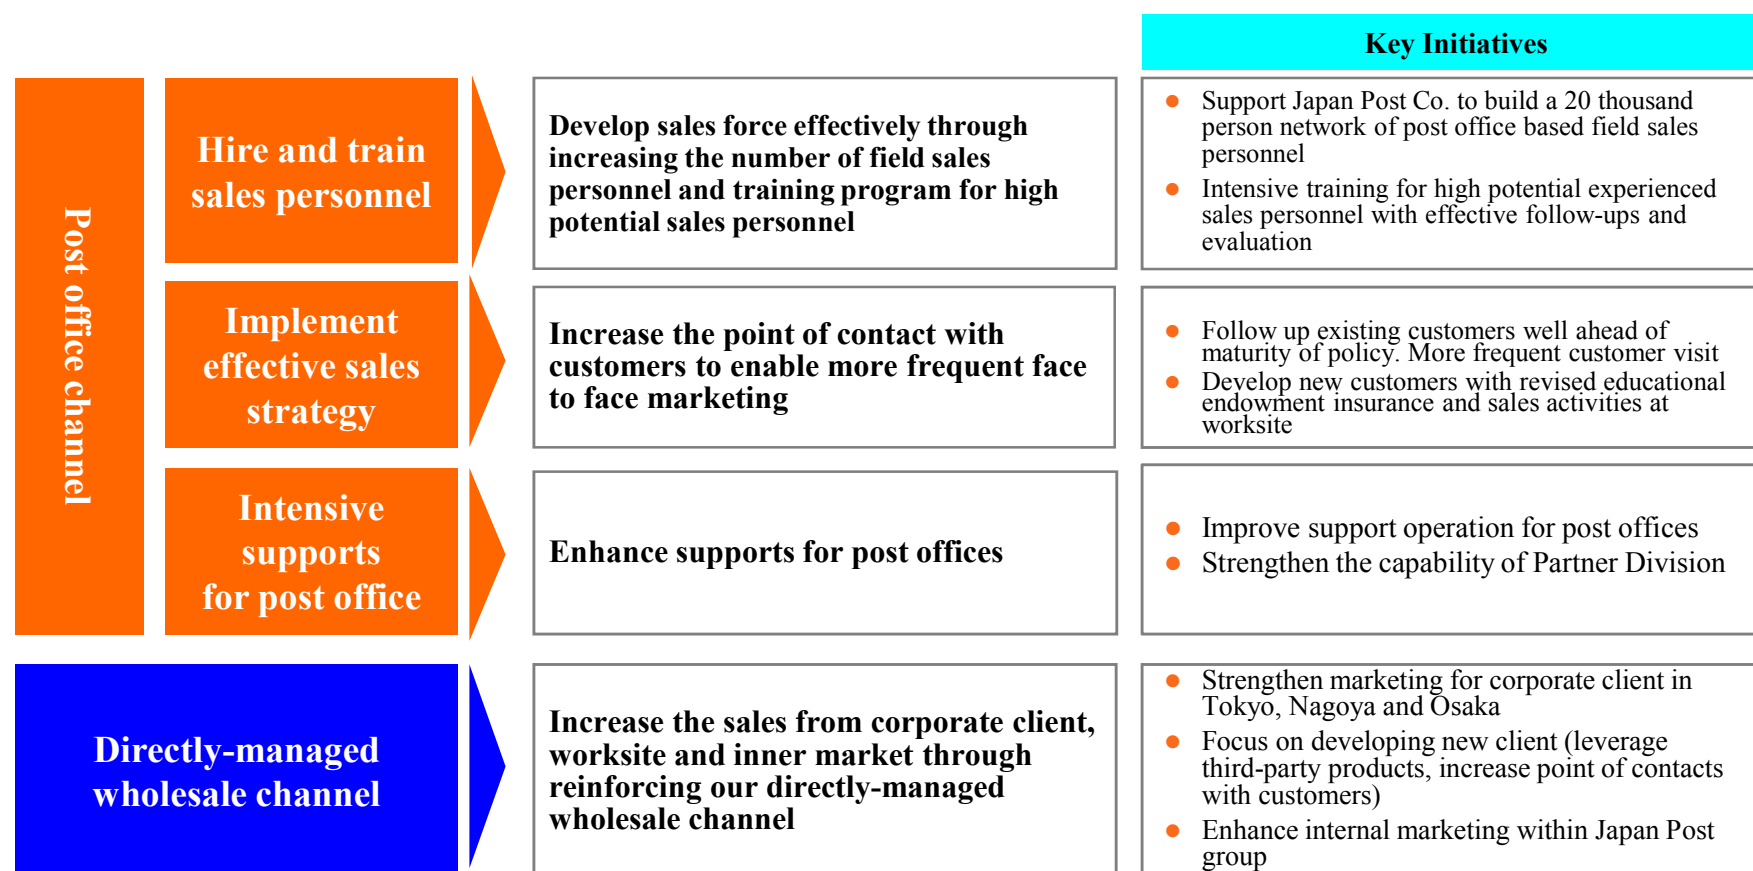 Key Initiatives
Post office channel
Hire and train
sales personnel
Develop sales force effectively through
increasing the number of field sales
personnel and training program for high
potential sales personnel
● Support Japan Post Co. to build a 20 thousand
person network of post office based field sales
personnel
● Intensive training for high potential experienced
sales personnel with effective follow-ups and
evaluation
Implement
effective sales
strategy
Increase the point of contact with
customers to enable more frequent face
to face marketing
● Follow up existing customers well ahead of
maturity of policy. More frequent customer visit
● Develop new customers with revised educational
endowment insurance and sales activities at
worksite
Intensive
supports
for post office
Enhance supports for post offices
● Improve support operation for post offices
● Strengthen the capability of Partner Division
Directly-managed
wholesale channel
Increase the sales from corporate client,
worksite and inner market through
reinforcing our directly-managed
wholesale channel
● Strengthen marketing for corporate client in
Tokyo, Nagoya and Osaka
● Focus on developing new client (leverage
third-party products, increase point of contacts
with customers)
● Enhance internal marketing within Japan Post
group